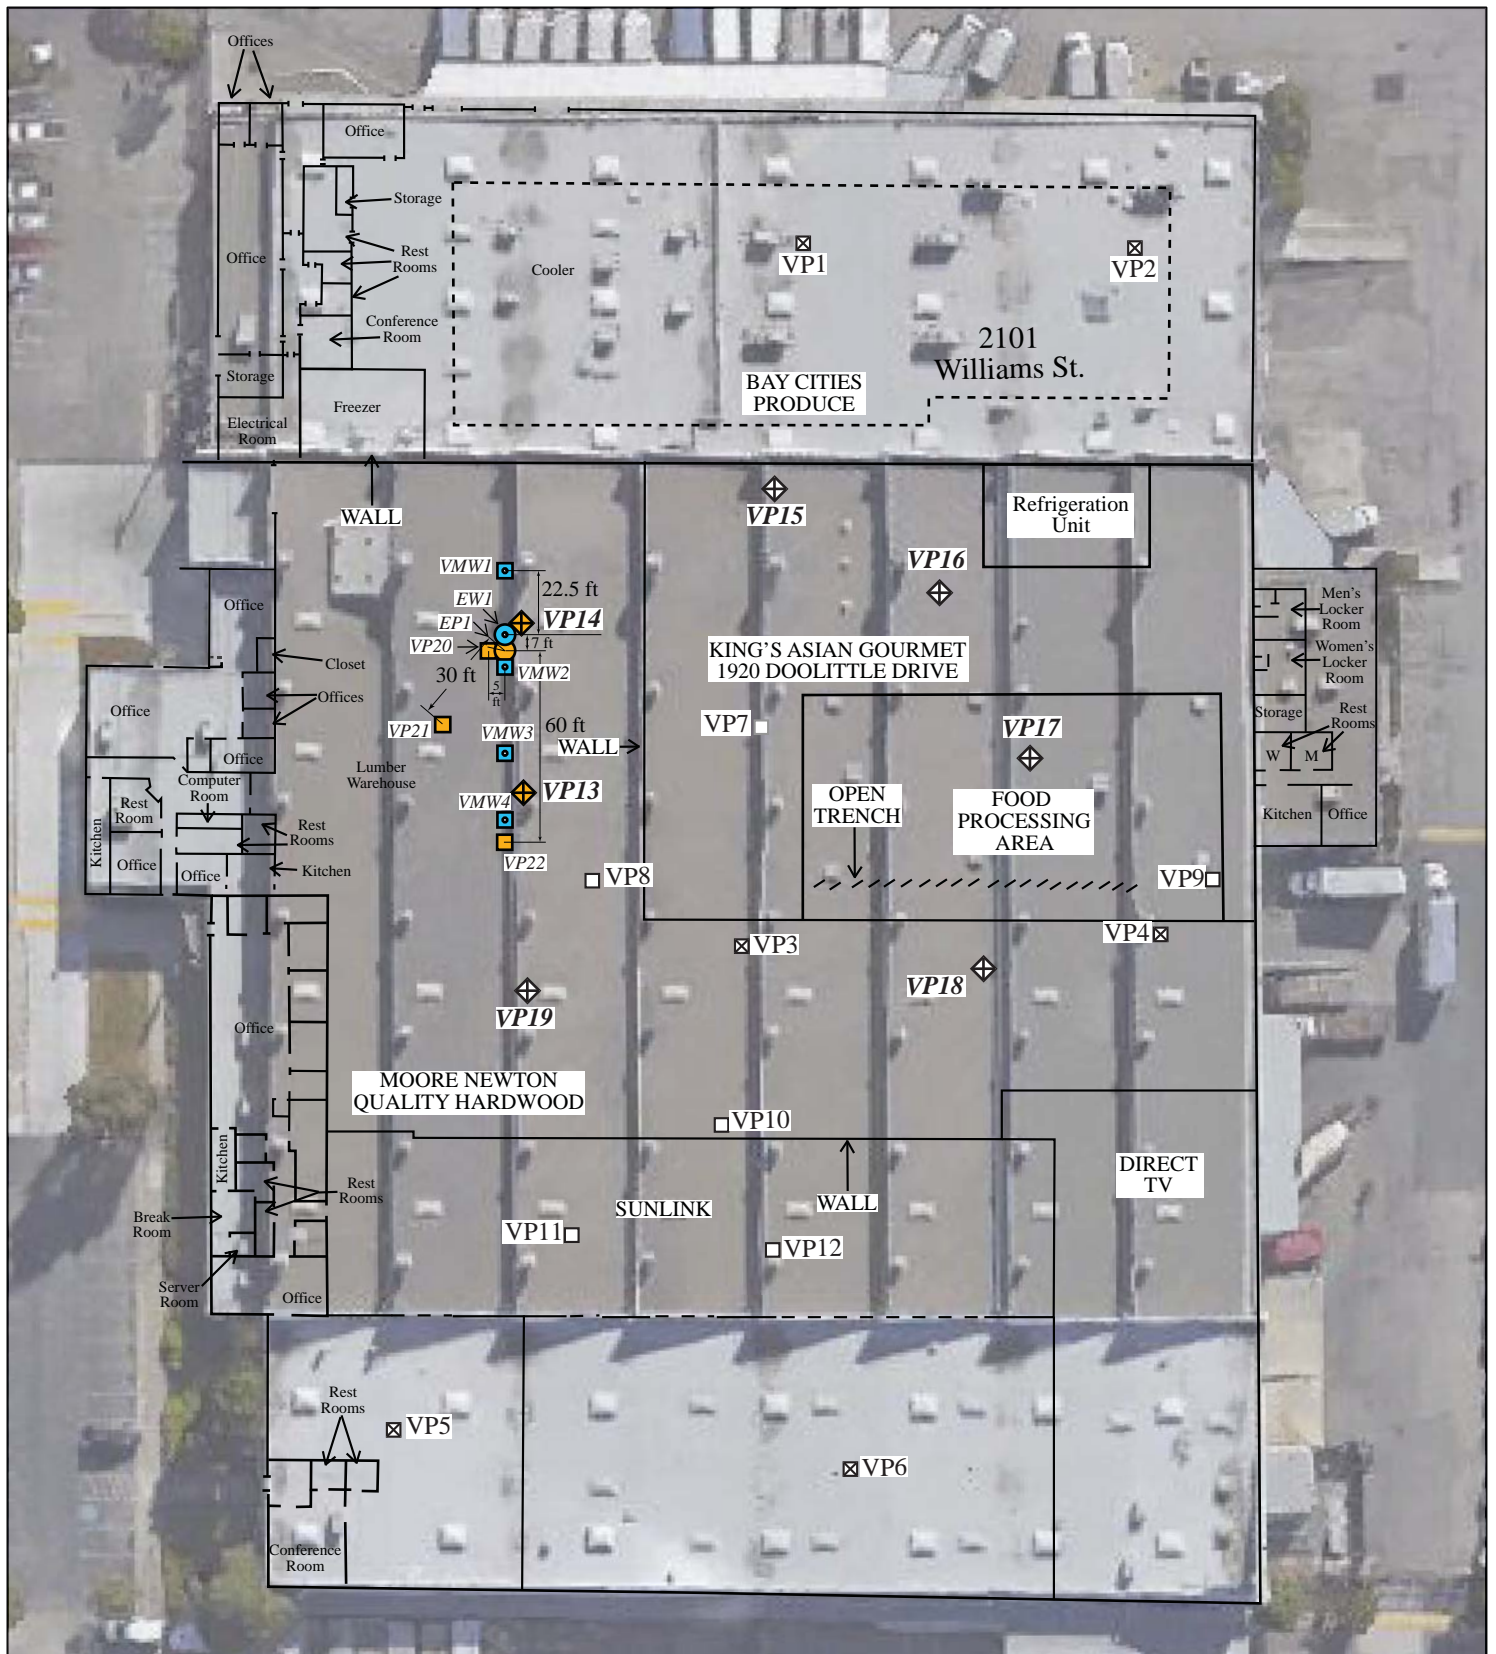 Offices
Office
Storage
Rest
Rooms
Office
Cooler
VP1
VP2
Conference
Room
2101
Williams St.
BAY CITIES
PRODUCE
Storage
Freezer
Electrical
Room
WALL
VP15
Refrigeration
Unit
VMW1
22.5 ft
VP16
EW1
EP1
VP14
VP20
7 ft
Office
Men's
Locker
Room
Women's
Locker
Room
KING'S ASIAN GOURMET
1920 DOOLITTLE DRIVE
Closet
VMW2
30 ft
5
ft
Offices
Office
VP21
60 ft
VMW3
WALL
VP7
VP17
Storage
Rest
Rooms
W
M
Office
Lumber
Warehouse
Computer
Room
VP13
OPEN
TRENCH
FOOD
PROCESSING
AREA
Rest
Room
VMW4
Kitchen
Office
Kitchen
Rest
Rooms
VP22
Office
Office
Kitchen
VP8
VP9
VP3
VP4
VP18
VP19
Office
MOORE NEWTON
QUALITY HARDWOOD
VP10
Kitchen
DIRECT
TV
Rest
Rooms
SUNLINK
WALL
Break
Room
VP11
VP12
Server
Room
Office
Rest
Rooms
VP5
VP6
Conference
Room